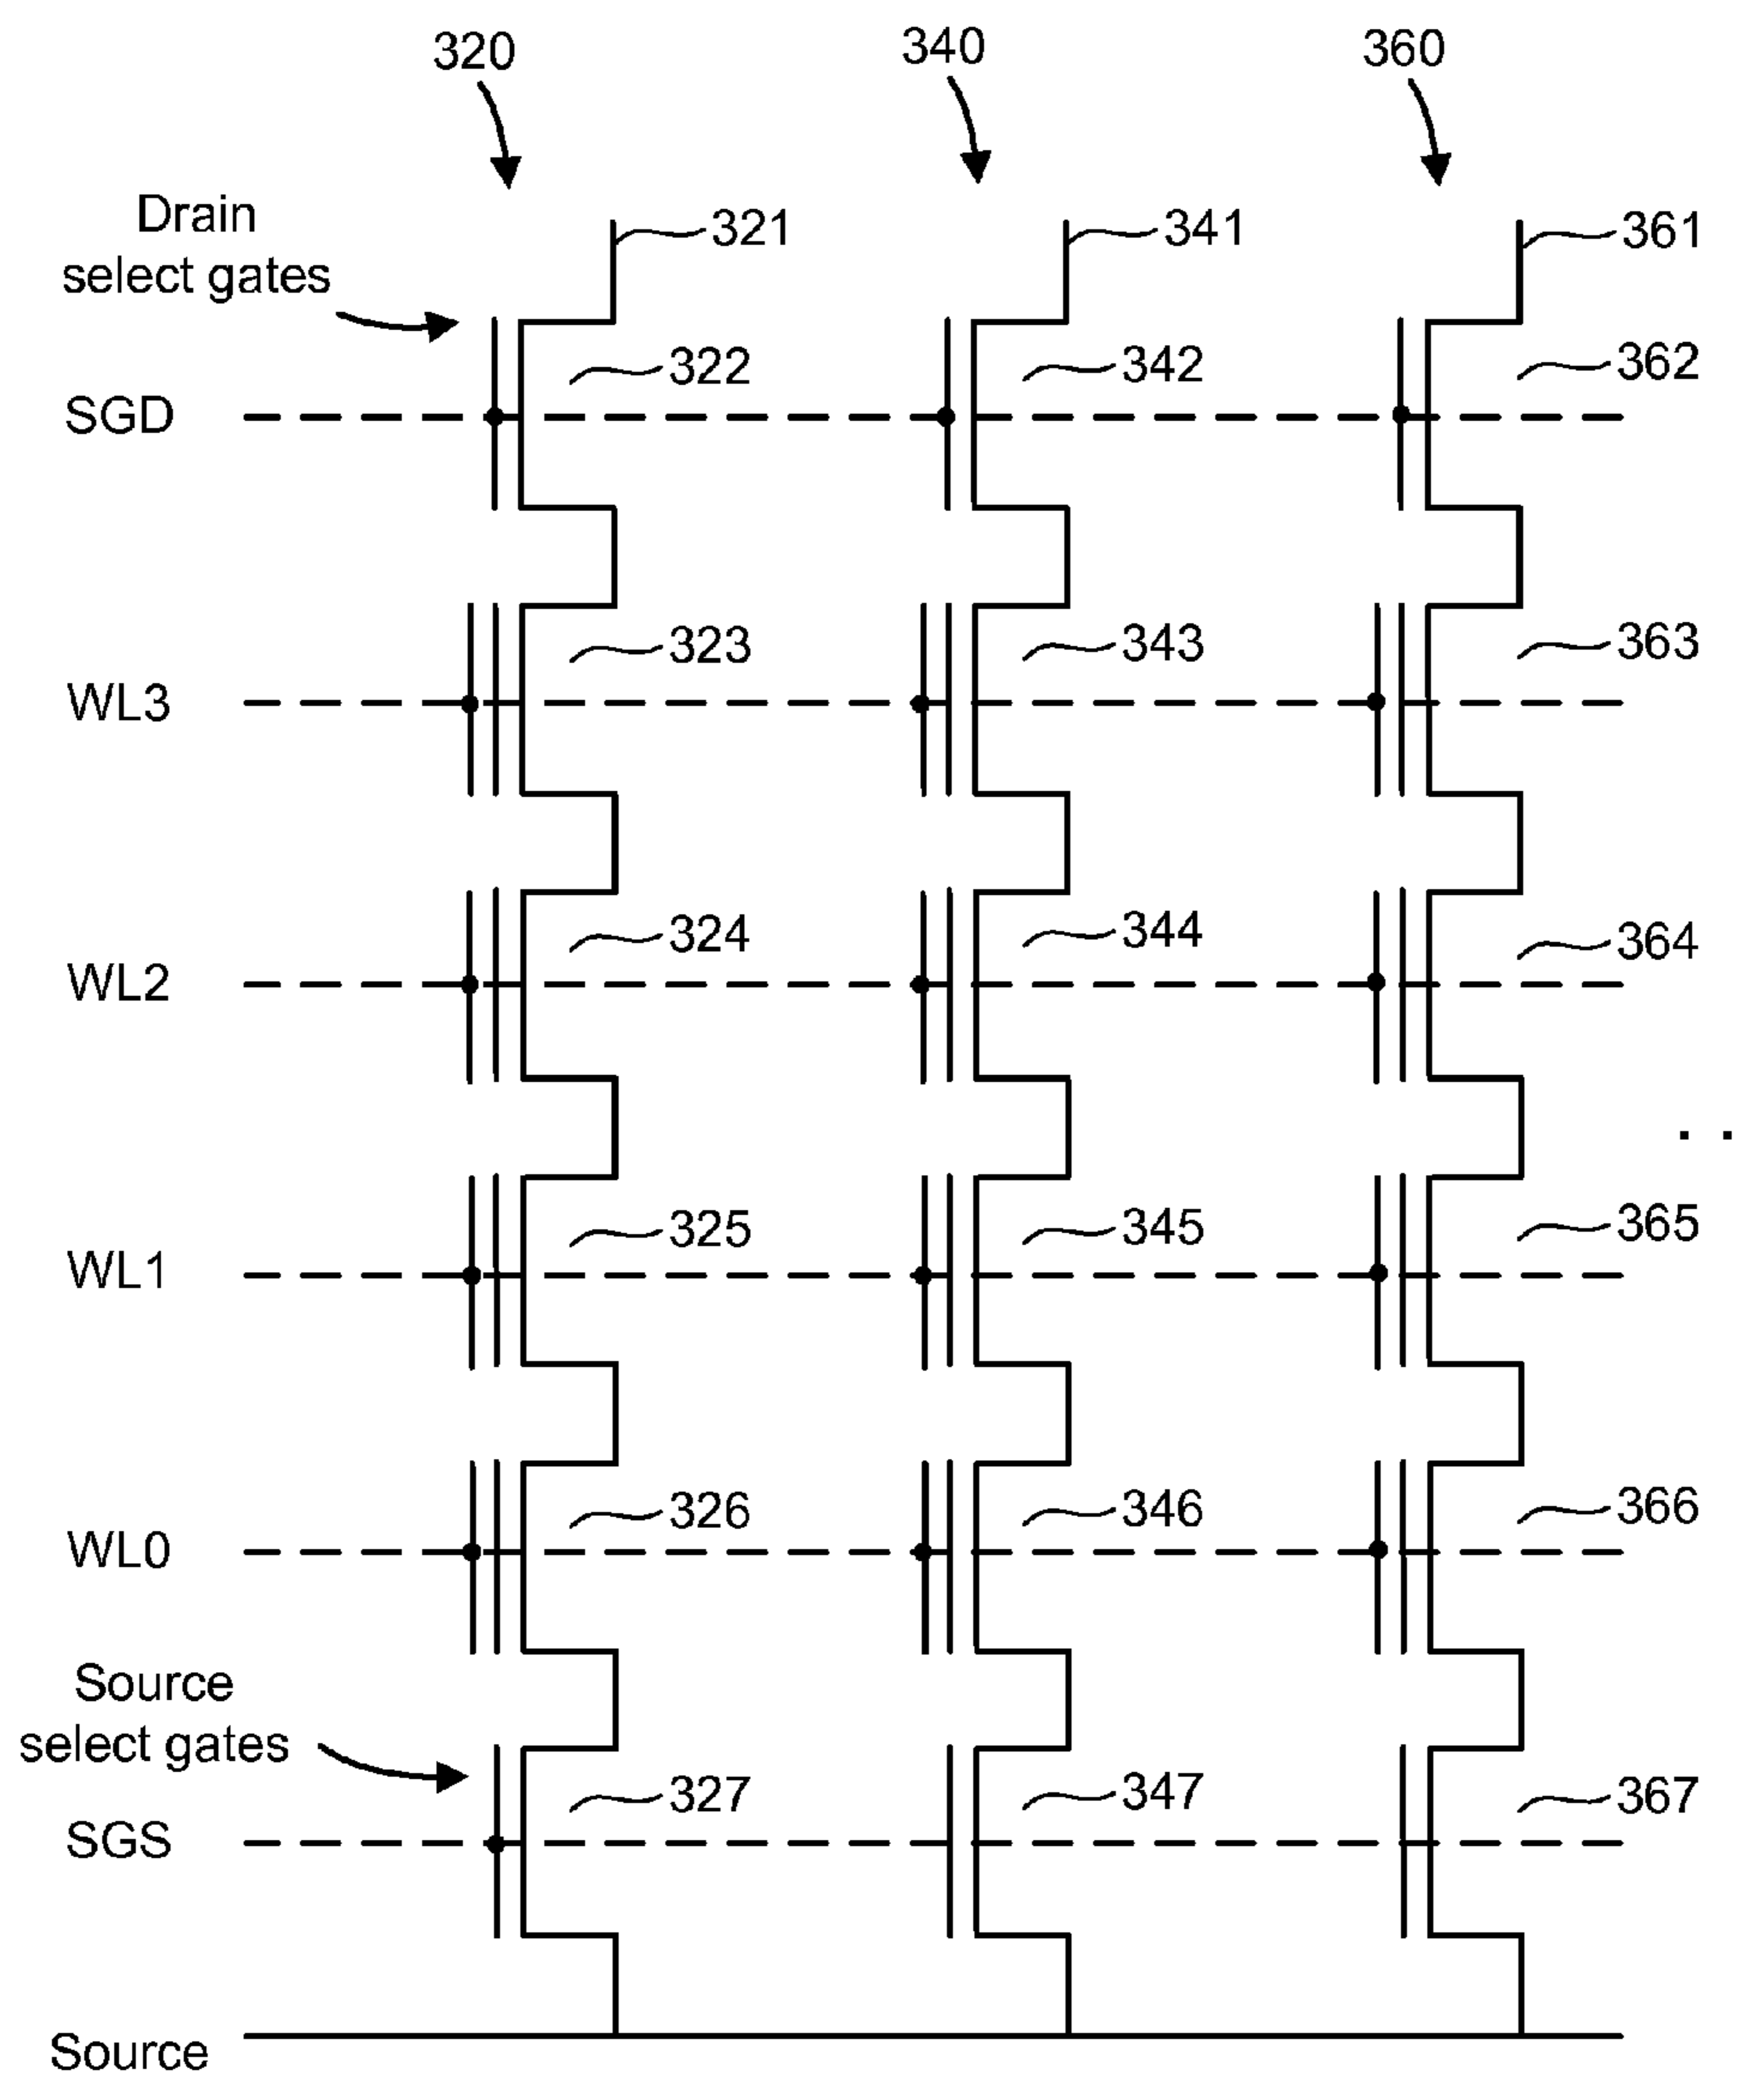 320 340 360
Drain
select gates
321 341 361
322 342 362
SGD
323 343 363
WL3
324 344 364
WL2
. .
325 345 365
WL1
326 346 366
WL0
Source
select gates
327 347 367
SGS
Source